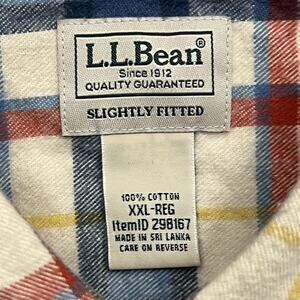 L.L.Bean®
Since 1912
QUALITY GUARANTEED
SLIGHTLY FITTED
100% COTTON
XXL-REG
ItemID 298167
MADE IN SRI LANKA
CARE ON REVERSE